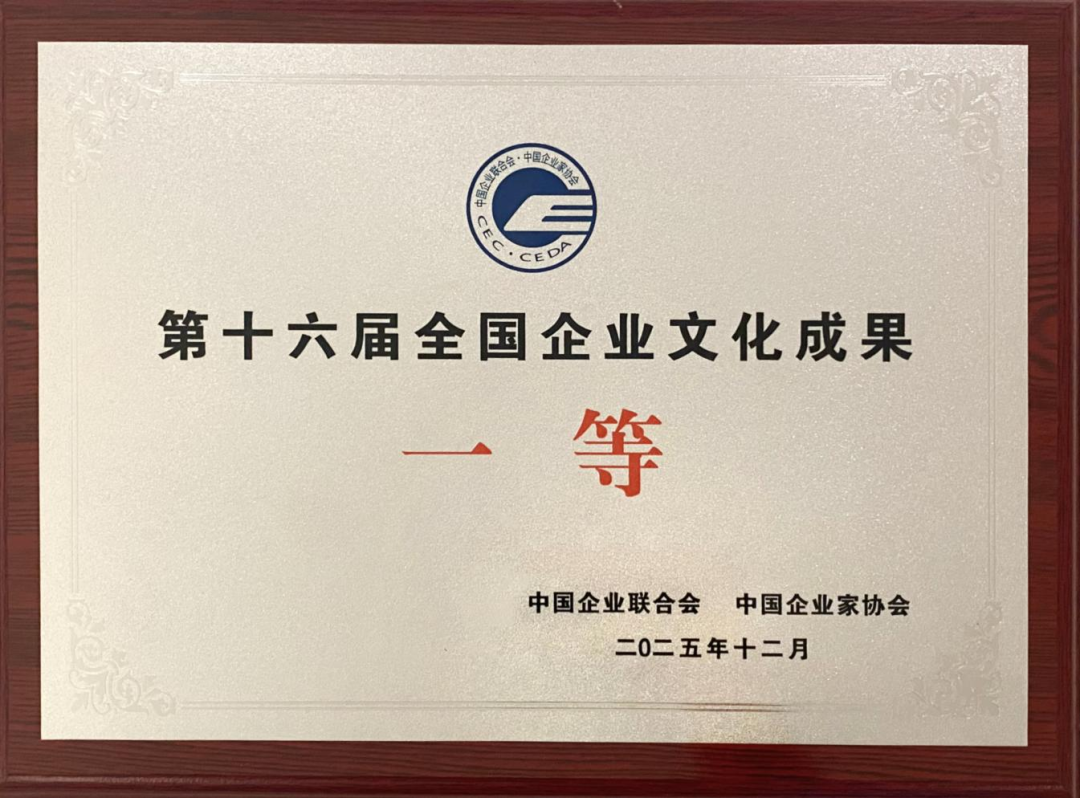 中国企业联合会·中国企业家协会
CEC·CEDA
第十六届全国企业文化成果
一等
中国企业联合会 中国企业家协会
二0二五年十二月